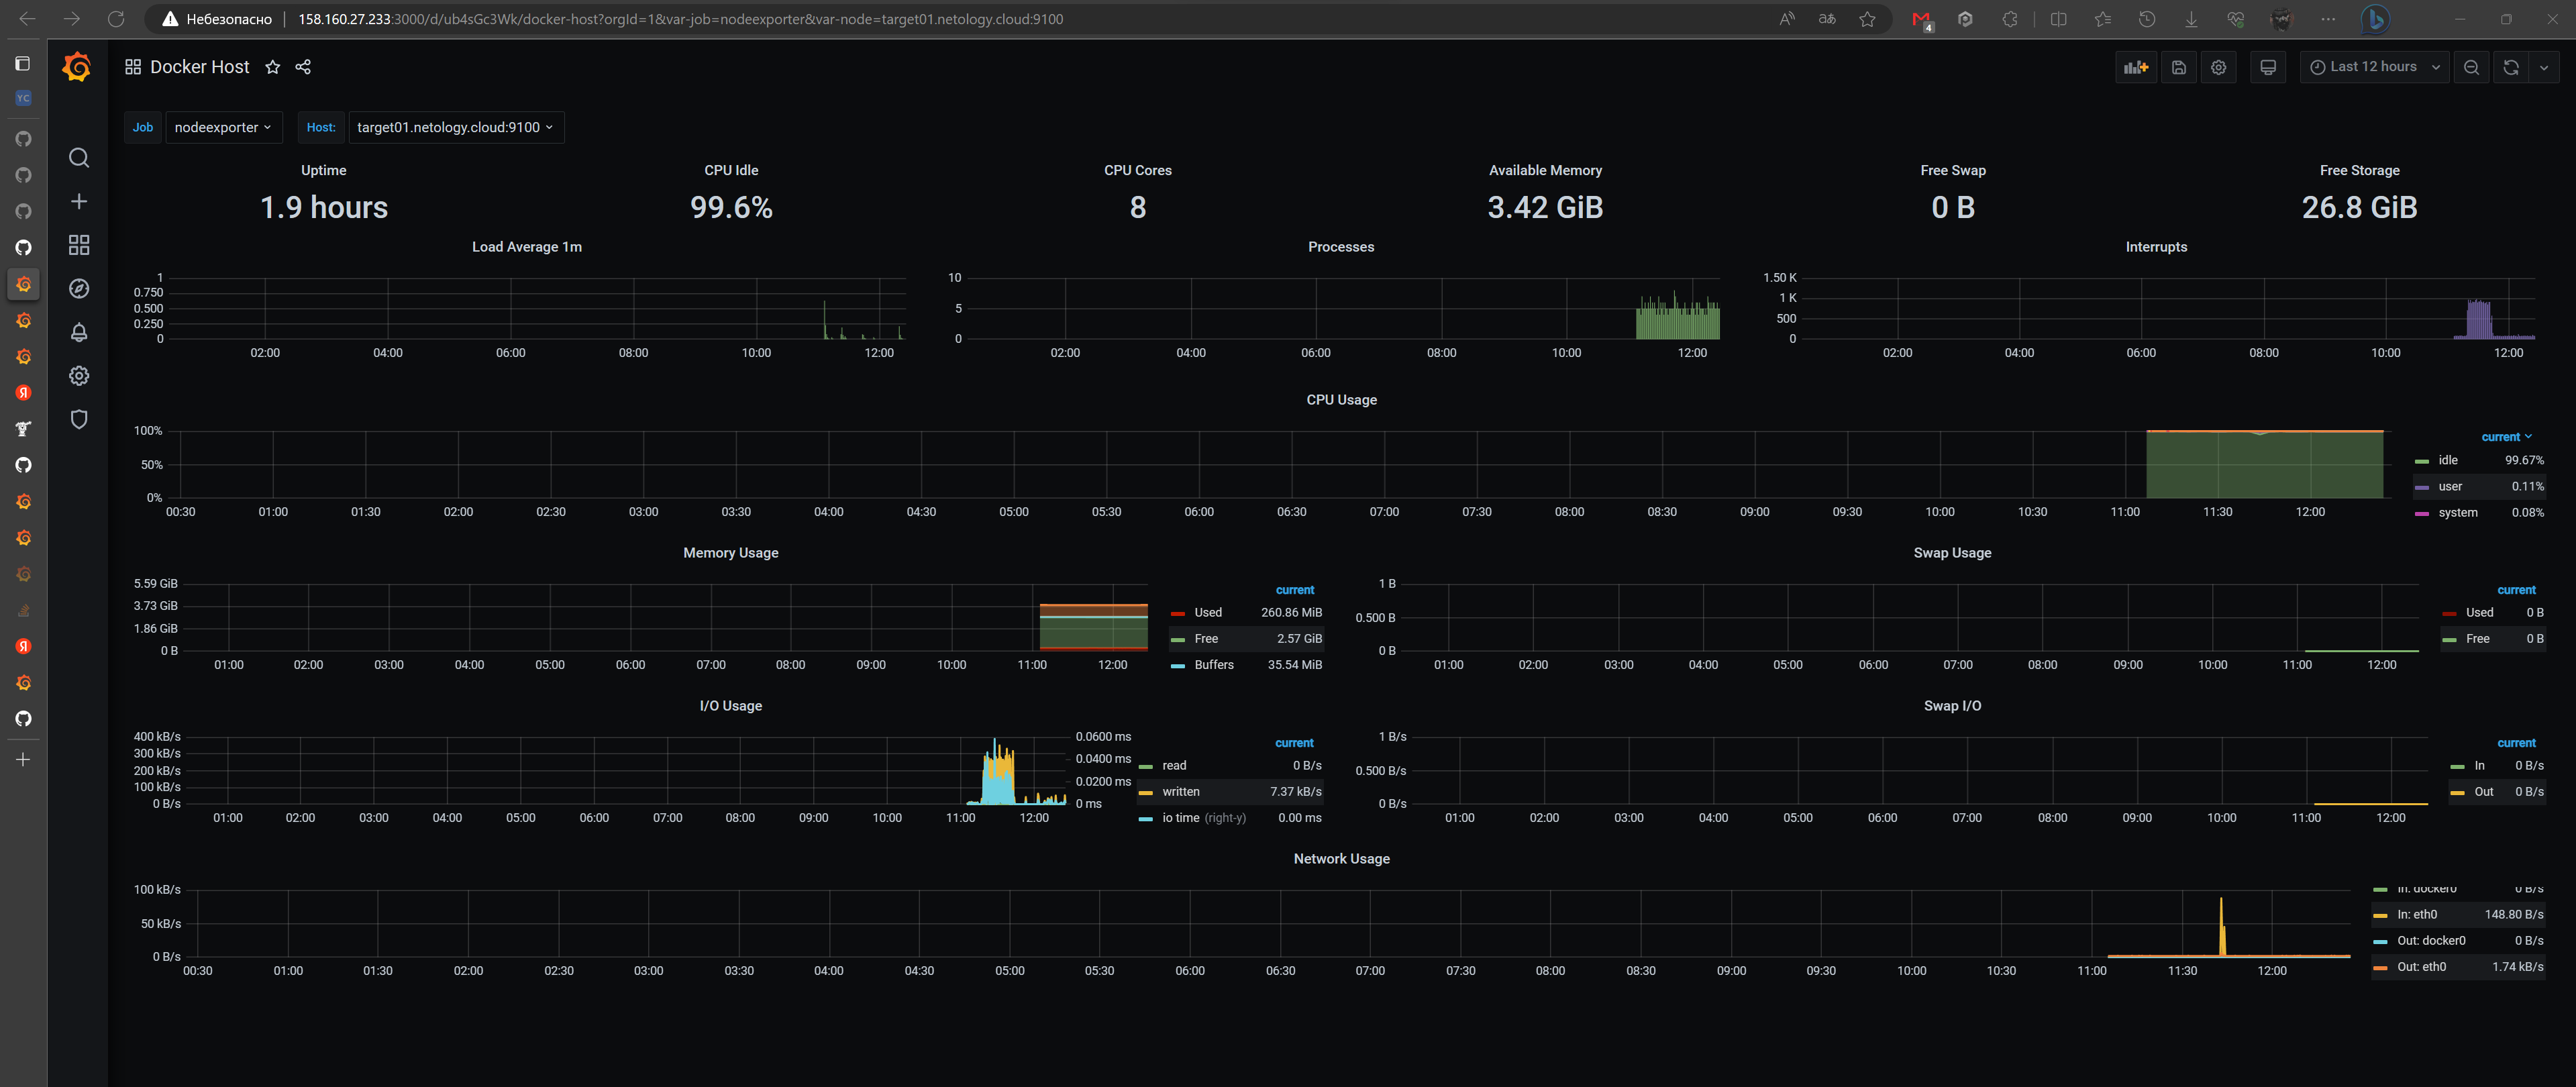 Небезопасно 158.160.27.233:3000/d/ub4sGc3Wk/docker-host?orgId=1&var-job=nodeexporter&var-node=target01.netology.cloud:9100
4
YC
Docker Host
Last 12 hours
Job nodeexporter Host: target01.netology.cloud:9100
Uptime CPU Idle CPU Cores Available Memory Free Swap Free Storage
1.9 hours 99.6% 8 3.42 GiB 0 B 26.8 GiB
Load Average 1m
1
0.750
0.500
0.250
0
02:00 04:00 06:00 08:00 10:00 12:00
Processes
10
5
0
02:00 04:00 06:00 08:00 10:00 12:00
Interrupts
1.50 K
1 K
500
0
02:00 04:00 06:00 08:00 10:00 12:00
CPU Usage
100%
50%
0%
00:30 01:00 01:30 02:00 02:30 03:00 03:30 04:00 04:30 05:00 05:30 06:00 06:30 07:00 07:30 08:00 08:30 09:00 09:30 10:00 10:30 11:00 11:30 12:00
current
idle 99.67%
user 0.11%
system 0.08%
Memory Usage
5.59 GiB
3.73 GiB
1.86 GiB
0 B
01:00 02:00 03:00 04:00 05:00 06:00 07:00 08:00 09:00 10:00 11:00 12:00
current
Used 260.86 MiB
Free 2.57 GiB
Buffers 35.54 MiB
Swap Usage
1 B
0.500 B
0 B
01:00 02:00 03:00 04:00 05:00 06:00 07:00 08:00 09:00 10:00 11:00 12:00
current
Used 0 B
Free 0 B
I/O Usage
400 kB/s
300 kB/s
200 kB/s
100 kB/s
0 B/s
01:00 02:00 03:00 04:00 05:00 06:00 07:00 08:00 09:00 10:00 11:00 12:00
0.0600 ms
0.0400 ms
0.0200 ms
0 ms
current
read 0 B/s
written 7.37 kB/s
io time (right-y) 0.00 ms
Swap I/O
1 B/s
0.500 B/s
0 B/s
01:00 02:00 03:00 04:00 05:00 06:00 07:00 08:00 09:00 10:00 11:00 12:00
current
In 0 B/s
Out 0 B/s
Network Usage
100 kB/s
50 kB/s
0 B/s
00:30 01:00 01:30 02:00 02:30 03:00 03:30 04:00 04:30 05:00 05:30 06:00 06:30 07:00 07:30 08:00 08:30 09:00 09:30 10:00 10:30 11:00 11:30 12:00
In: docker0 0 B/s
In: eth0 148.80 B/s
Out: docker0 0 B/s
Out: eth0 1.74 kB/s